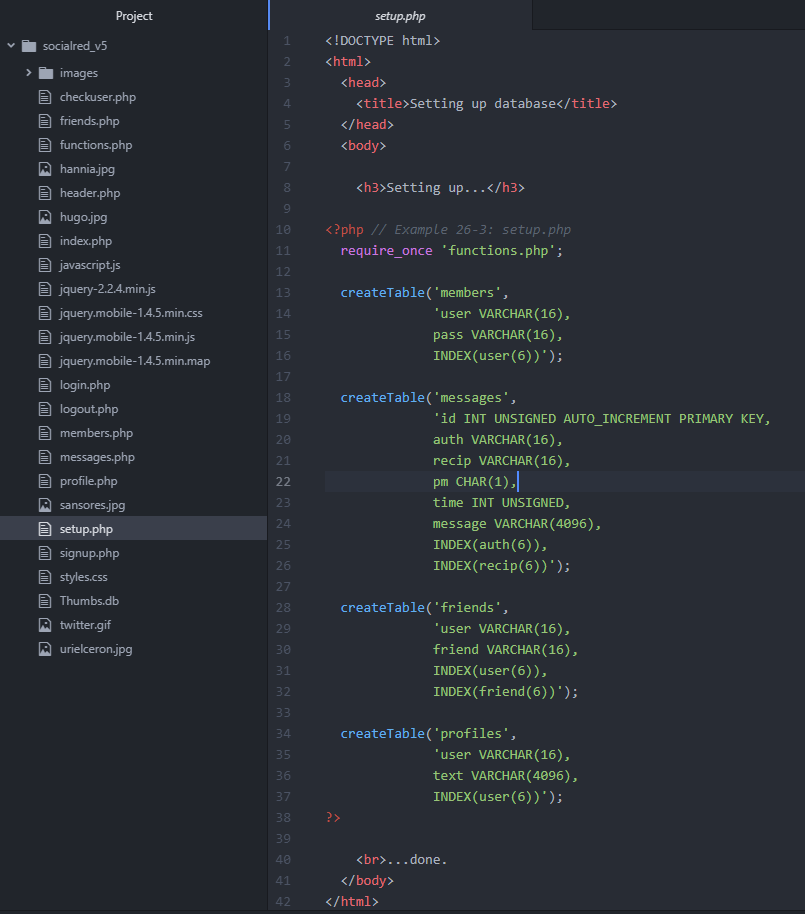 Project
socialred_v5
images
checkuser.php
friends.php
functions.php
hannia.jpg
header.php
hugo.jpg
index.php
javascript.js
jquery-2.2.4.min.js
jquery.mobile-1.4.5.min.css
jquery.mobile-1.4.5.min.js
jquery.mobile-1.4.5.min.map
login.php
logout.php
members.php
messages.php
profile.php
sansores.jpg
setup.php
signup.php
styles.css
Thumbs.db
twitter.gif
urielceron.jpg
setup.php
1 <!DOCTYPE html>
2 <html>
3   <head>
4     <title>Setting up database</title>
5   </head>
6   <body>
7
8     <h3>Setting up...</h3>
9
10 <?php // Example 26-3: setup.php
11   require_once 'functions.php';
12
13   createTable('members',
14               'user VARCHAR(16),
15               pass VARCHAR(16),
16               INDEX(user(6))');
17
18   createTable('messages',
19               'id INT UNSIGNED AUTO_INCREMENT PRIMARY KEY,
20               auth VARCHAR(16),
21               recip VARCHAR(16),
22               pm CHAR(1),
23               time INT UNSIGNED,
24               message VARCHAR(4096),
25               INDEX(auth(6)),
26               INDEX(recip(6))');
27
28   createTable('friends',
29               'user VARCHAR(16),
30               friend VARCHAR(16),
31               INDEX(user(6)),
32               INDEX(friend(6))');
33
34   createTable('profiles',
35               'user VARCHAR(16),
36               text VARCHAR(4096),
37               INDEX(user(6))');
38 ?>
39
40     <br>...done.
41   </body>
42 </html>